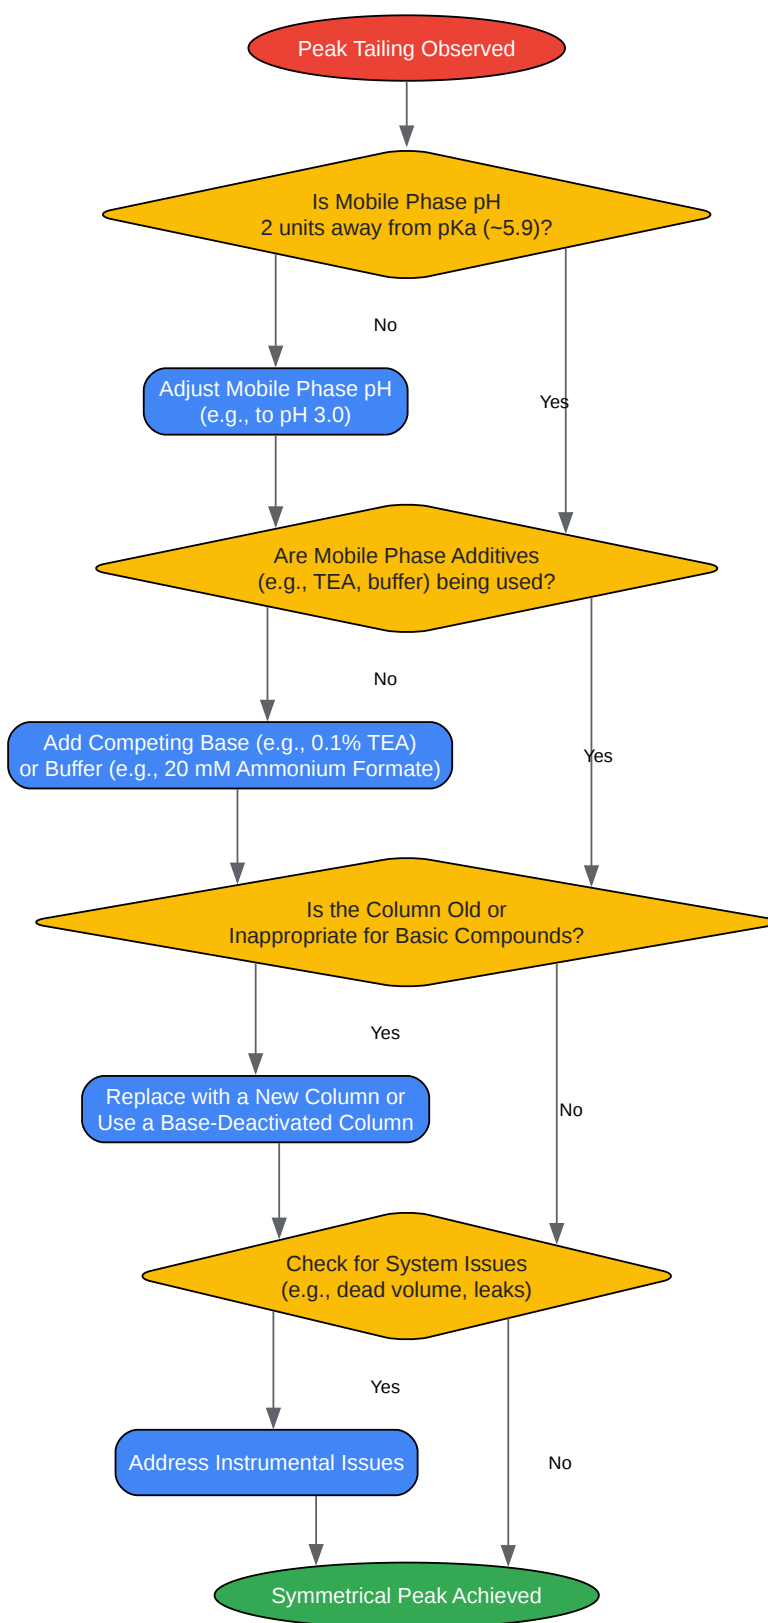 Peak Tailing Observed
Is Mobile Phase pH
2 units away from pKa (~5.9)?
No
Adjust Mobile Phase pH
(e.g., to pH 3.0)
Yes
Are Mobile Phase Additives
(e.g., TEA, buffer) being used?
No
Add Competing Base (e.g., 0.1% TEA)
or Buffer (e.g., 20 mM Ammonium Formate)
Yes
Is the Column Old or
Inappropriate for Basic Compounds?
Yes
Replace with a New Column or
Use a Base-Deactivated Column
No
Check for System Issues
(e.g., dead volume, leaks)
Yes
Address Instrumental Issues
No
Symmetrical Peak Achieved